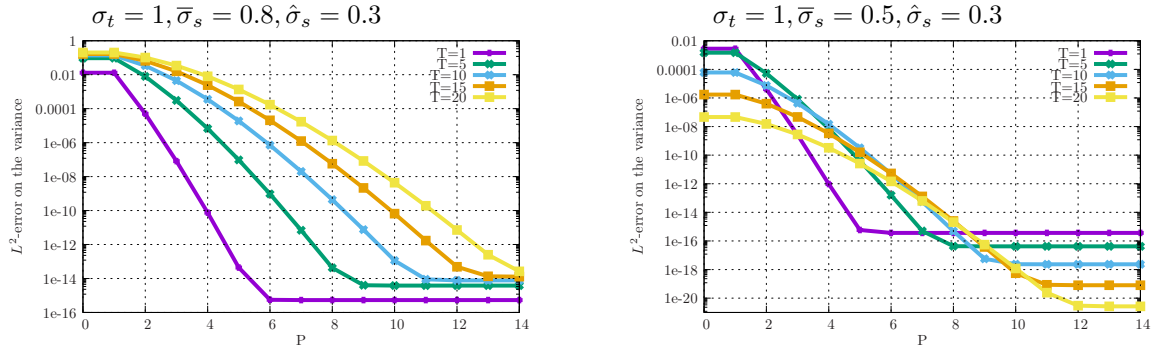 σ_t = 1, σ̄_s = 0.8, σ̂_s = 0.3
L²-error on the variance
1
0.01
0.0001
1e-06
1e-08
1e-10
1e-12
1e-14
1e-16
T=1
T=5
T=10
T=15
T=20
0 2 4 6 8 10 12 14
P
σ_t = 1, σ̄_s = 0.5, σ̂_s = 0.3
L²-error on the variance
0.01
0.0001
1e-06
1e-08
1e-10
1e-12
1e-14
1e-16
1e-18
1e-20
T=1
T=5
T=10
T=15
T=20
0 2 4 6 8 10 12 14
P